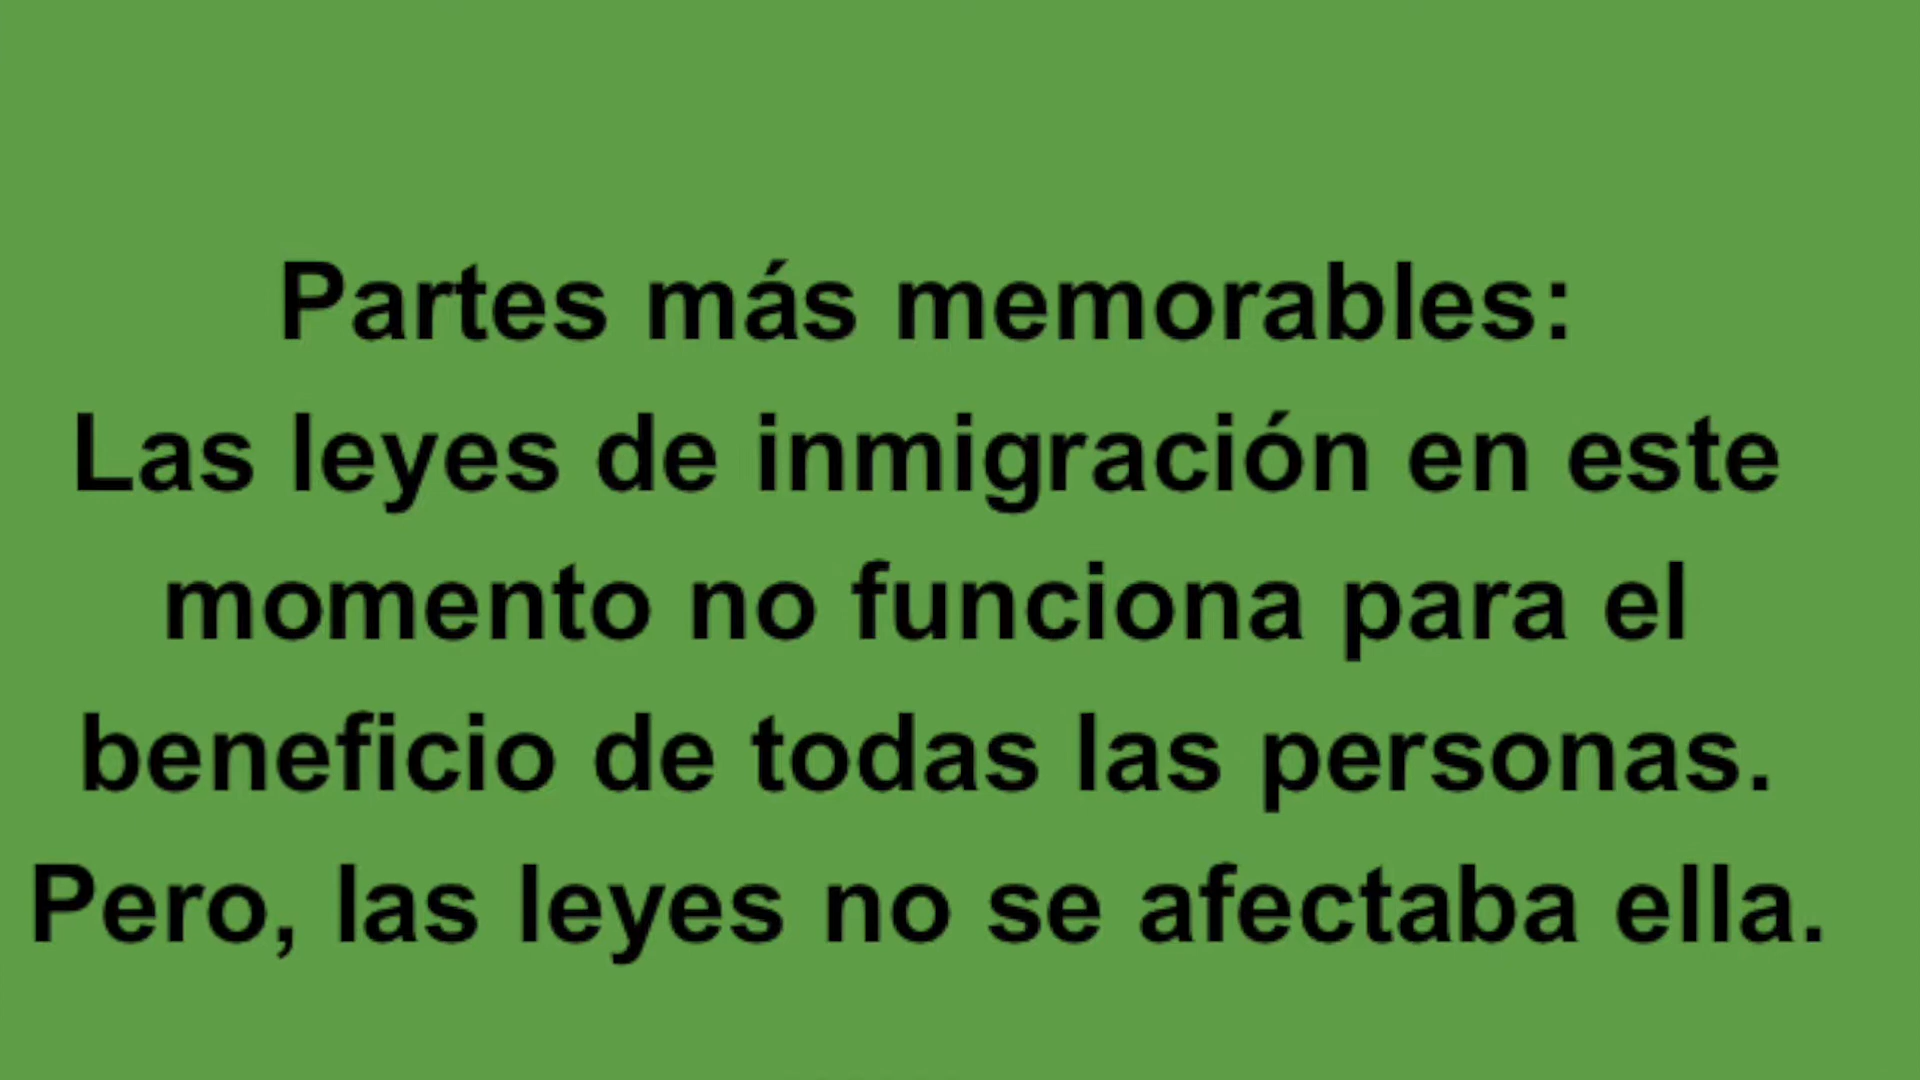 Partes más memorables:
Las leyes de inmigración en este
momento no funciona para el
beneficio de todas las personas.
Pero, las leyes no se afectaba ella.